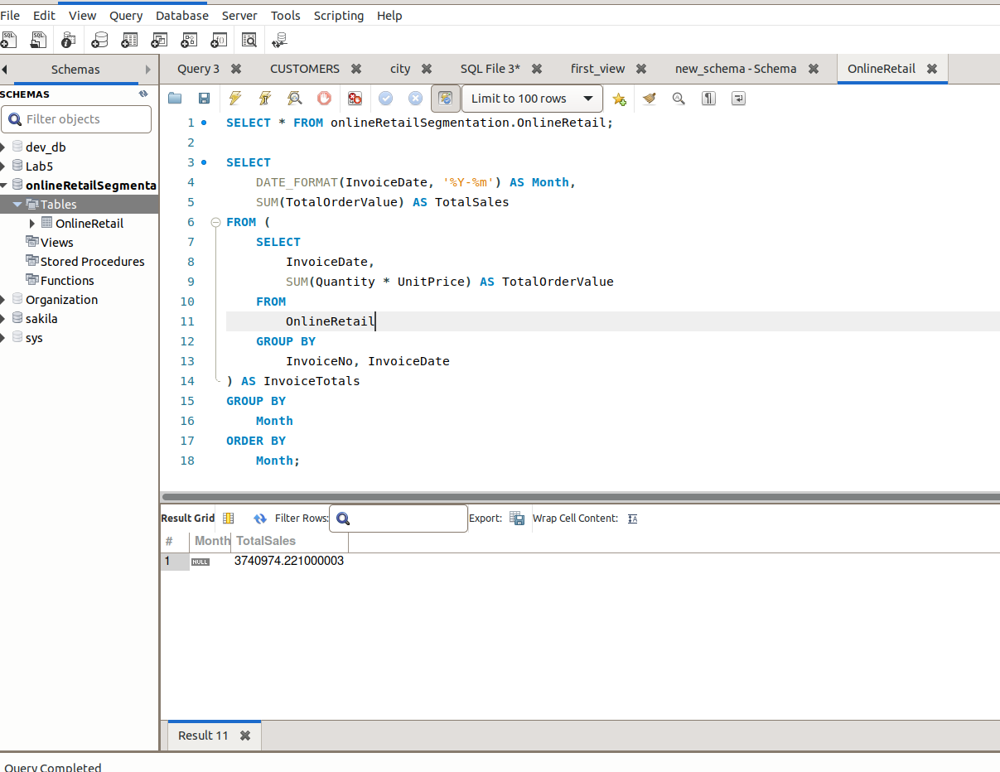 File Edit View Query Database Server Tools Scripting Help
Schemas
Query 3 CUSTOMERS city SQL File 3* first_view new_schema - Schema OnlineRetail
SCHEMAS
Filter objects
dev_db
Lab5
onlineRetailSegmenta
Tables
OnlineRetail
Views
Stored Procedures
Functions
Organization
sakila
sys
Limit to 100 rows
1 SELECT * FROM onlineRetailSegmentation.OnlineRetail;
2
3 SELECT
4 DATE_FORMAT(InvoiceDate, '%Y-%m') AS Month,
5 SUM(TotalOrderValue) AS TotalSales
6 FROM (
7 SELECT
8 InvoiceDate,
9 SUM(Quantity * UnitPrice) AS TotalOrderValue
10 FROM
11 OnlineRetail
12 GROUP BY
13 InvoiceNo, InvoiceDate
14 ) AS InvoiceTotals
15 GROUP BY
16 Month
17 ORDER BY
18 Month;
Result Grid Filter Rows: Export: Wrap Cell Content:
# Month TotalSales
1 NULL 3740974.221000003
Result 11
Query Completed